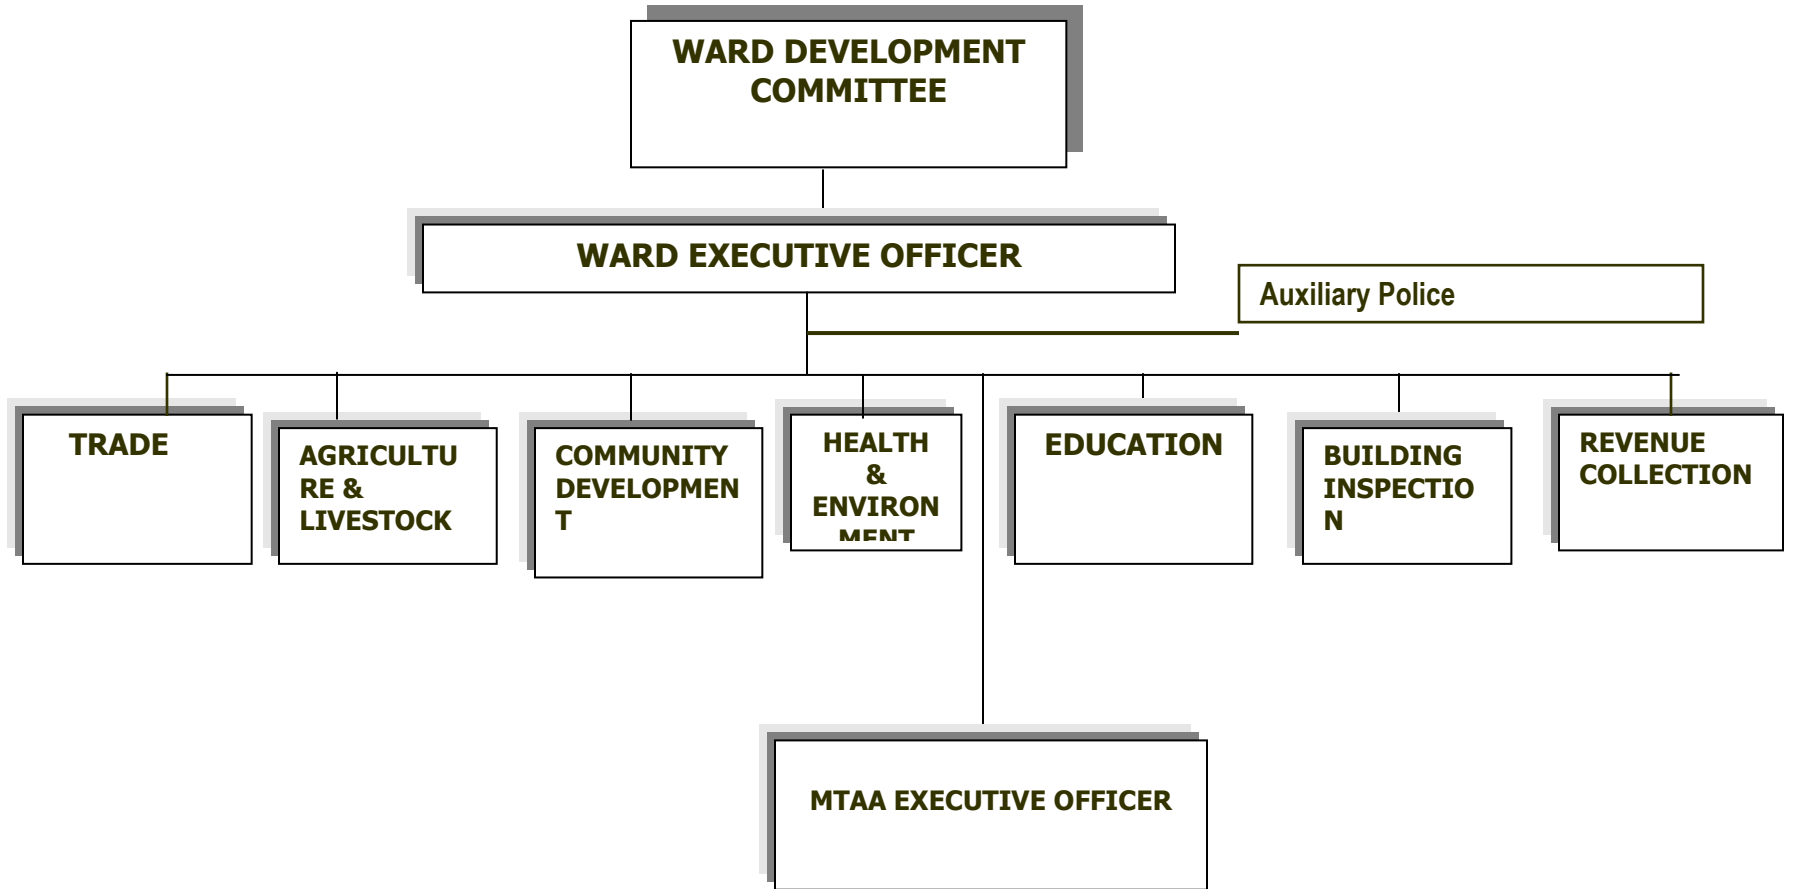 WARD DEVELOPMENT
COMMITTEE
WARD EXECUTIVE OFFICER
Auxiliary Police
TRADE
AGRICULTU
RE &
LIVESTOCK
COMMUNITY
DEVELOPMEN
T
HEALTH
&
ENVIRON
MENT
EDUCATION
BUILDING
INSPECTIO
N
REVENUE
COLLECTION
MTAA EXECUTIVE OFFICER